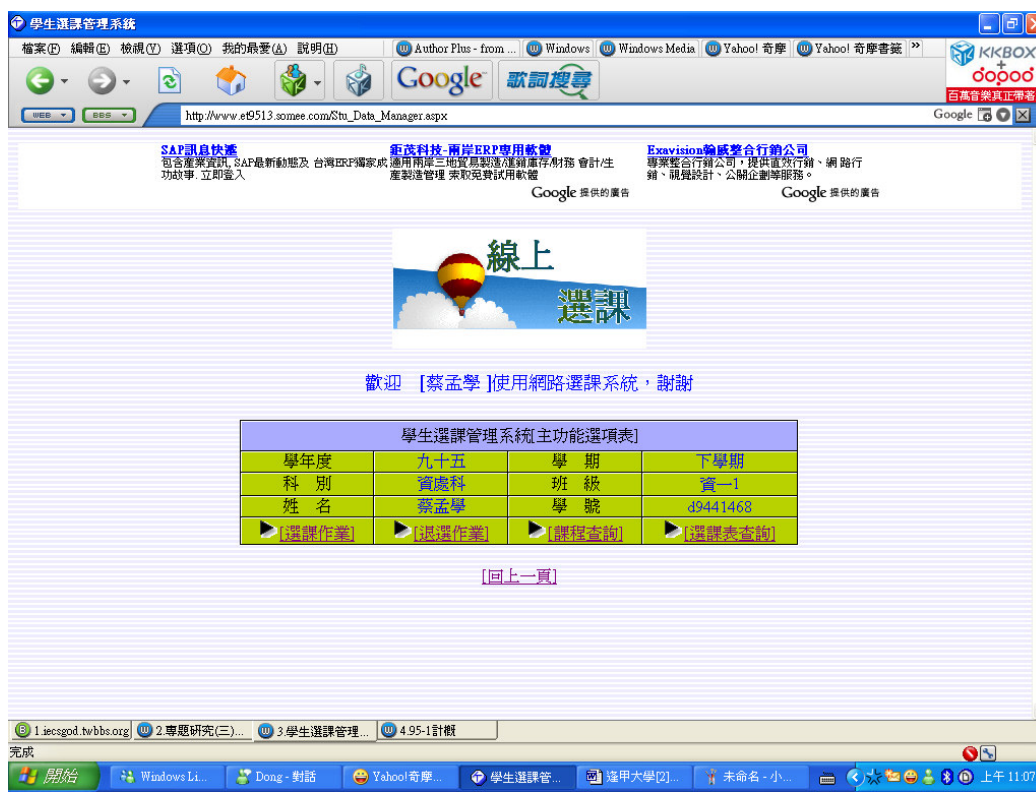 學生選課管理系統
檔案(F) 編輯(E) 檢視(V) 選項(O) 我的最愛(A) 說明(H) Author Plus - from ... Windows Windows Media Yahoo! 奇摩 Yahoo! 奇摩書籤 »
KKBOX
+
dopod
百萬音樂真正帶著
Google 歌詞搜尋
WEB BBS http://www.et9513.somee.com/Stu_Data_Manager.aspx Google
SAP訊息快遞
包含產業資訊, SAP最新動態及 台灣ERP獨家成
功故事. 立即登入
鉅茂科技-兩岸ERP專用軟體
適用兩岸三地貿易製造/進銷庫存/財務 會計/生
產製造管理 索取免費試用軟體
Exavision翰威整合行銷公司
專業整合行銷公司，提供直效行銷、網 路行
銷、視覺設計、公關企劃等服務。
Google 提供的廣告
Google 提供的廣告
線上
選課
歡迎 [蔡孟學 ]使用網路選課系統，謝謝
學生選課管理系統[主功能選項表]
學年度 九十五 學 期 下學期
科 別 資處科 班 級 資一1
姓 名 蔡孟學 學 號 d9441468
[選課作業] [退選作業] [課程查詢] [選課表查詢]
[回上一頁]
1.iecsgod.twbbs.org 2.專題研究(三)... 3.學生選課管理... 4.95-1計概
完成
開始 Windows Li... Dong - 對話 Yahoo!奇摩... 學生選課管... 逢甲大學[2]... 未命名 - 小... 上午 11:07